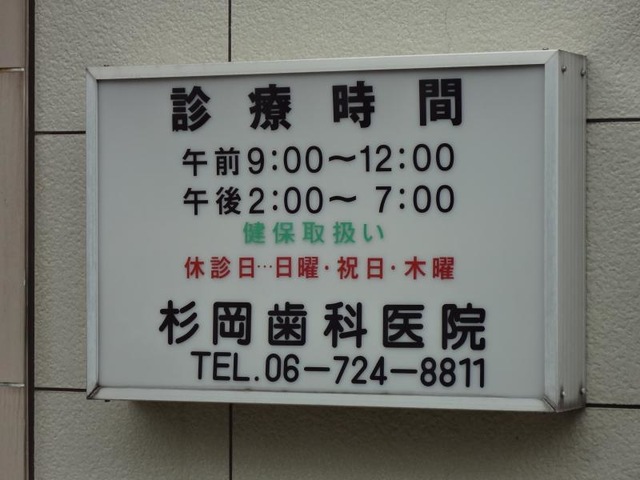 診療時間
午前9:00～12:00
午後2:00～ 7:00
健保取扱い
休診日…日曜・祝日・木曜
杉岡歯科医院
TEL.06－724－8811